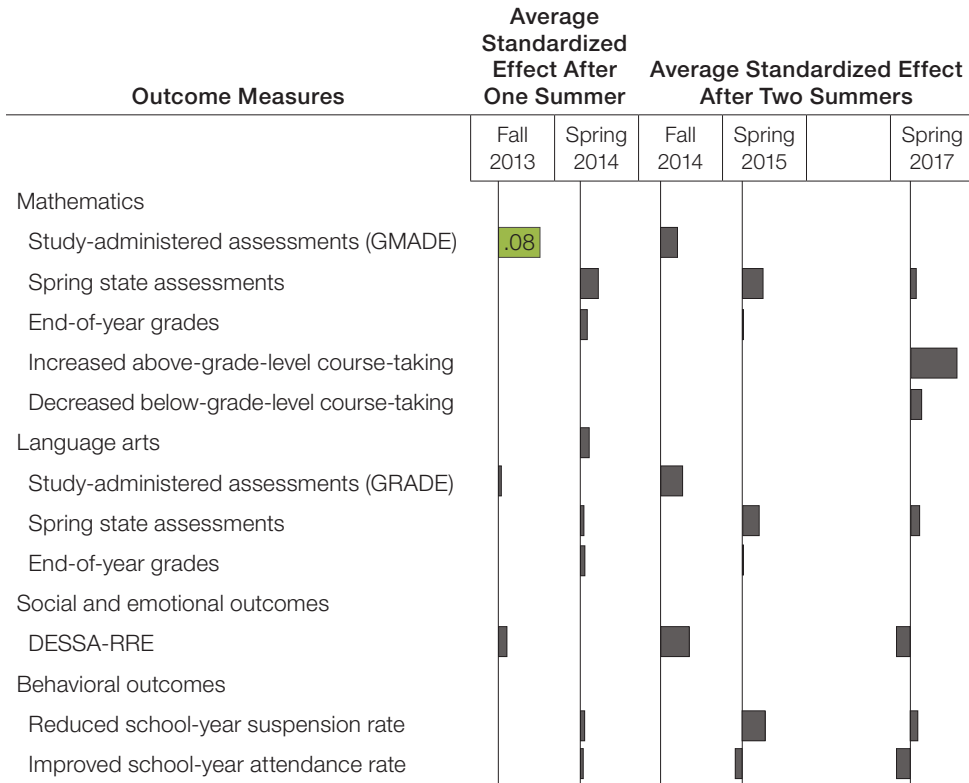 Average
Standardized
Effect After
One Summer
Average Standardized Effect
After Two Summers
Outcome Measures
Fall
2013
Spring
2014
Fall
2014
Spring
2015
Spring
2017
Mathematics
Study-administered assessments (GMADE)
.08
Spring state assessments
End-of-year grades
Increased above-grade-level course-taking
Decreased below-grade-level course-taking
Language arts
Study-administered assessments (GRADE)
Spring state assessments
End-of-year grades
Social and emotional outcomes
DESSA-RRE
Behavioral outcomes
Reduced school-year suspension rate
Improved school-year attendance rate